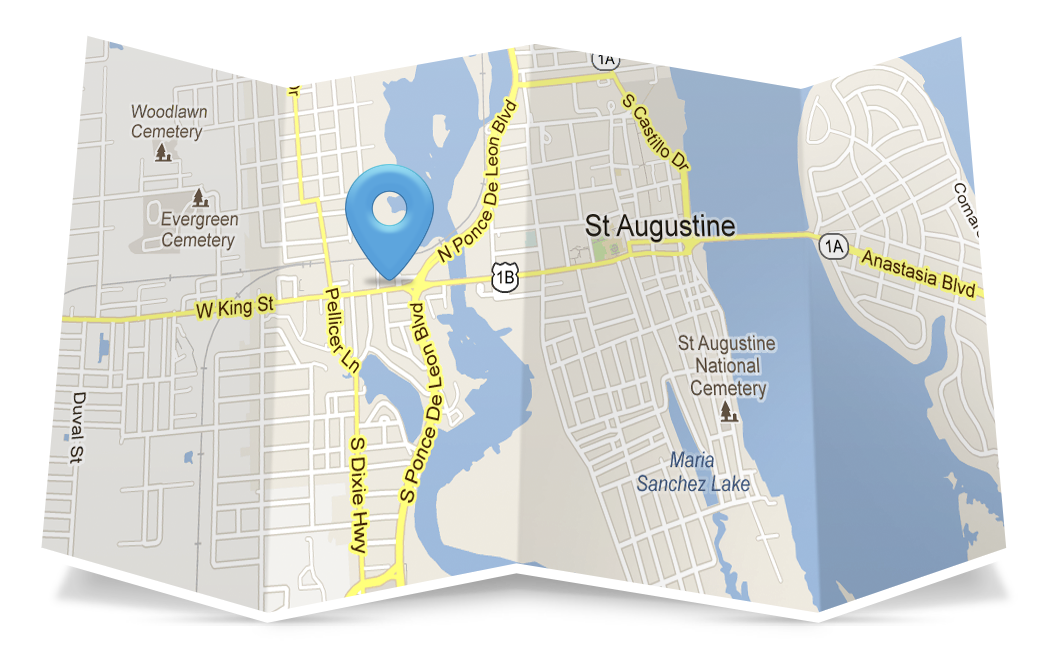 1A
Dr
Woodlawn
Cemetery
S Castillo Dr
N Ponce De Leon Blvd
Evergreen
Cemetery
St Augustine
1A
Anastasia Blvd
1B
W King St
Pellicer Ln
S Ponce De Leon Blvd
St Augustine
National
Cemetery
Duval St
S Dixie Hwy
Maria
Sanchez Lake